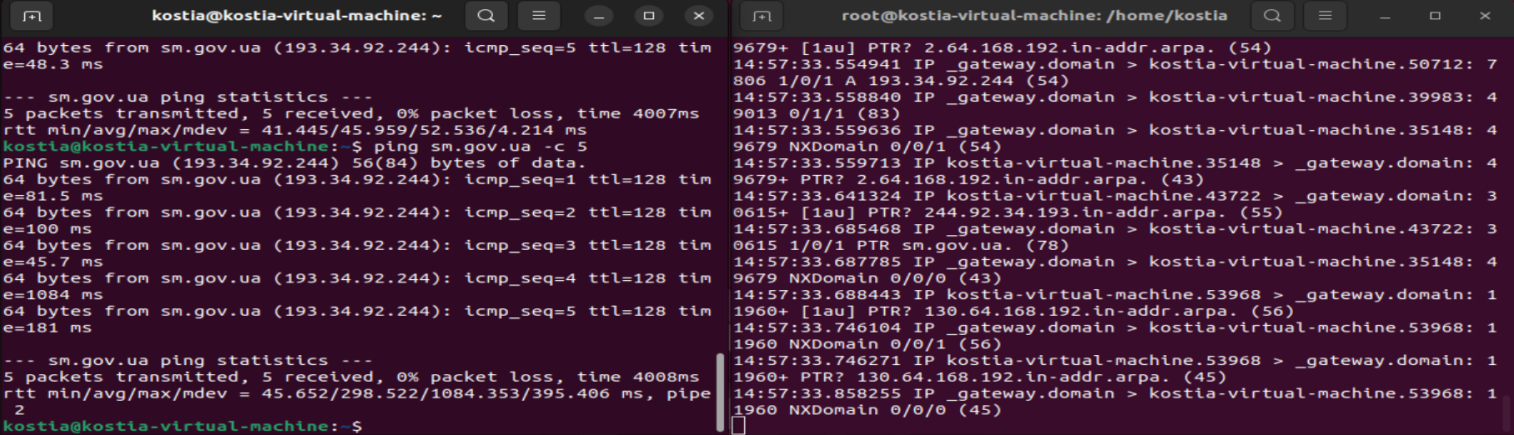 kostia@kostia-virtual-machine: ~
64 bytes from sm.gov.ua (193.34.92.244): icmp_seq=5 ttl=128 tim
e=48.3 ms
--- sm.gov.ua ping statistics ---
5 packets transmitted, 5 received, 0% packet loss, time 4007ms
rtt min/avg/max/mdev = 41.445/45.959/52.536/4.214 ms
kostia@kostia-virtual-machine:~$ ping sm.gov.ua -c 5
PING sm.gov.ua (193.34.92.244) 56(84) bytes of data.
64 bytes from sm.gov.ua (193.34.92.244): icmp_seq=1 ttl=128 tim
e=81.5 ms
64 bytes from sm.gov.ua (193.34.92.244): icmp_seq=2 ttl=128 tim
e=100 ms
64 bytes from sm.gov.ua (193.34.92.244): icmp_seq=3 ttl=128 tim
e=45.7 ms
64 bytes from sm.gov.ua (193.34.92.244): icmp_seq=4 ttl=128 tim
e=1084 ms
64 bytes from sm.gov.ua (193.34.92.244): icmp_seq=5 ttl=128 tim
e=181 ms
--- sm.gov.ua ping statistics ---
5 packets transmitted, 5 received, 0% packet loss, time 4008ms
rtt min/avg/max/mdev = 45.652/298.522/1084.353/395.406 ms, pipe
2
kostia@kostia-virtual-machine:~$
root@kostia-virtual-machine: /home/kostia
9679+ [1au] PTR? 2.64.168.192.in-addr.arpa. (54)
14:57:33.554941 IP _gateway.domain > kostia-virtual-machine.50712: 7
806 1/0/1 A 193.34.92.244 (54)
14:57:33.558840 IP _gateway.domain > kostia-virtual-machine.39983: 4
9013 0/1/1 (83)
14:57:33.559636 IP _gateway.domain > kostia-virtual-machine.35148: 4
9679 NXDomain 0/0/1 (54)
14:57:33.559713 IP kostia-virtual-machine.35148 > _gateway.domain: 4
9679+ PTR? 2.64.168.192.in-addr.arpa. (43)
14:57:33.641324 IP kostia-virtual-machine.43722 > _gateway.domain: 3
0615+ [1au] PTR? 244.92.34.193.in-addr.arpa. (55)
14:57:33.685468 IP _gateway.domain > kostia-virtual-machine.43722: 3
0615 1/0/1 PTR sm.gov.ua. (78)
14:57:33.687785 IP _gateway.domain > kostia-virtual-machine.35148: 4
9679 NXDomain 0/0/0 (43)
14:57:33.688443 IP kostia-virtual-machine.53968 > _gateway.domain: 1
1960+ [1au] PTR? 130.64.168.192.in-addr.arpa. (56)
14:57:33.746104 IP _gateway.domain > kostia-virtual-machine.53968: 1
1960 NXDomain 0/0/1 (56)
14:57:33.746271 IP kostia-virtual-machine.53968 > _gateway.domain: 1
1960+ PTR? 130.64.168.192.in-addr.arpa. (45)
14:57:33.858255 IP _gateway.domain > kostia-virtual-machine.53968: 1
1960 NXDomain 0/0/0 (45)